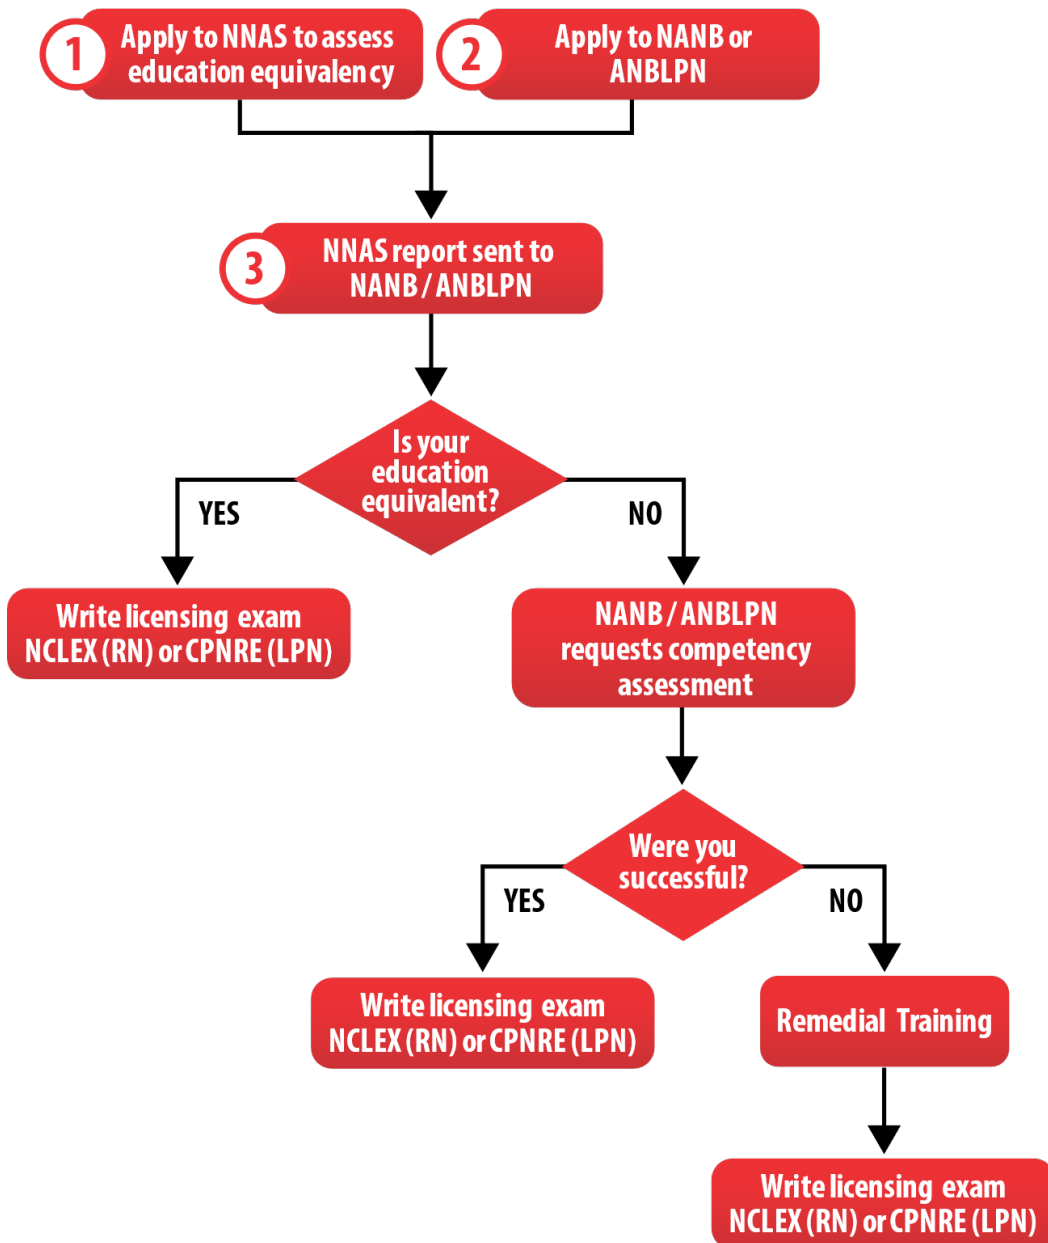 1
Apply to NNAS to assess
education equivalency
2
Apply to NANB or
ANBLPN
3
NNAS report sent to
NANB / ANBLPN
Is your
education
equivalent?
YES
NO
Write licensing exam
NCLEX (RN) or CPNRE (LPN)
NANB / ANBLPN
requests competency
assessment
Were you
successful?
YES
NO
Write licensing exam
NCLEX (RN) or CPNRE (LPN)
Remedial Training
Write licensing exam
NCLEX (RN) or CPNRE (LPN)